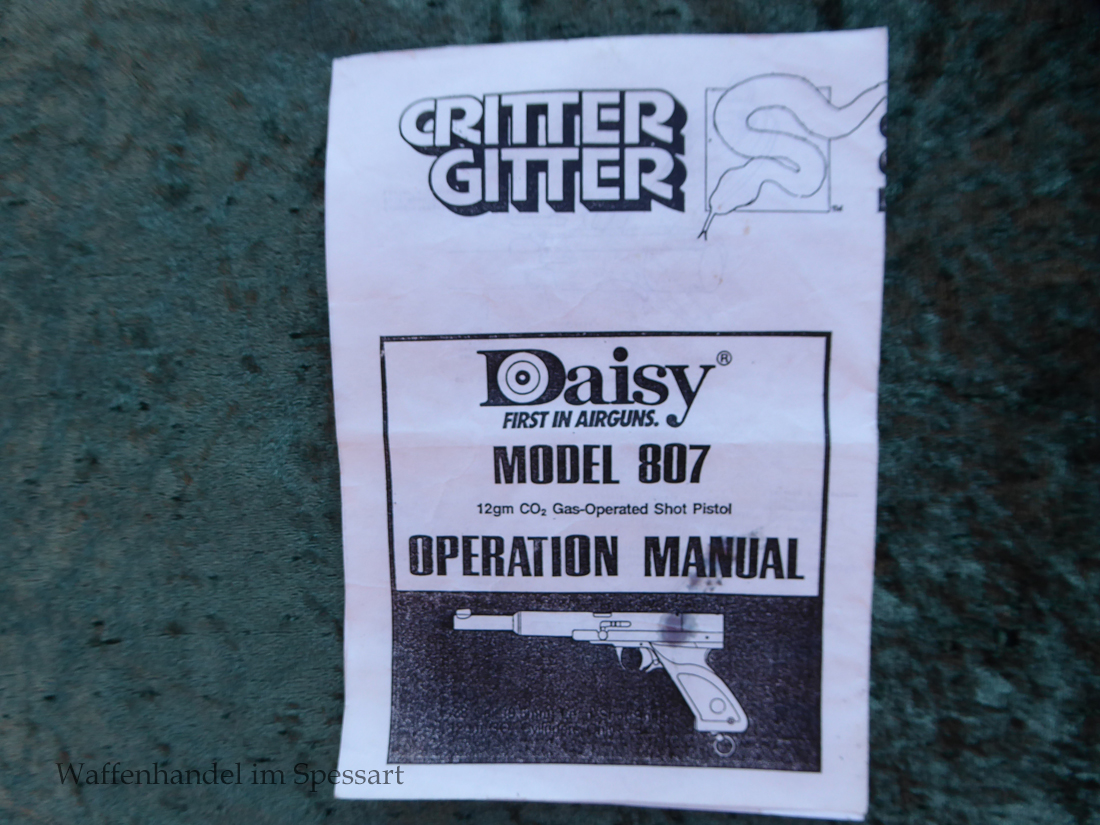 CRITTER
GITTER
TM
Daisy®
FIRST IN AIRGUNS.
MODEL 807
12gm CO₂ Gas-Operated Shot Pistol
OPERATION MANUAL
Waffenhandel im Spessart